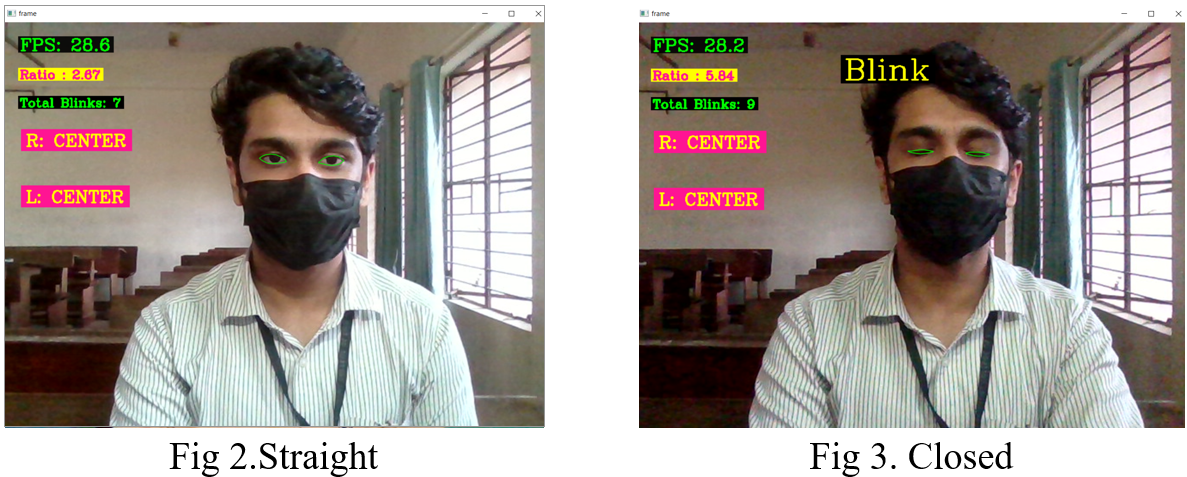 frame
FPS: 28.6
Ratio : 2.67
Total Blinks: 7
R: CENTER
L: CENTER
Fig 2.Straight
frame
FPS: 28.2
Blink
Ratio : 5.84
Total Blinks: 9
R: CENTER
L: CENTER
Fig 3. Closed